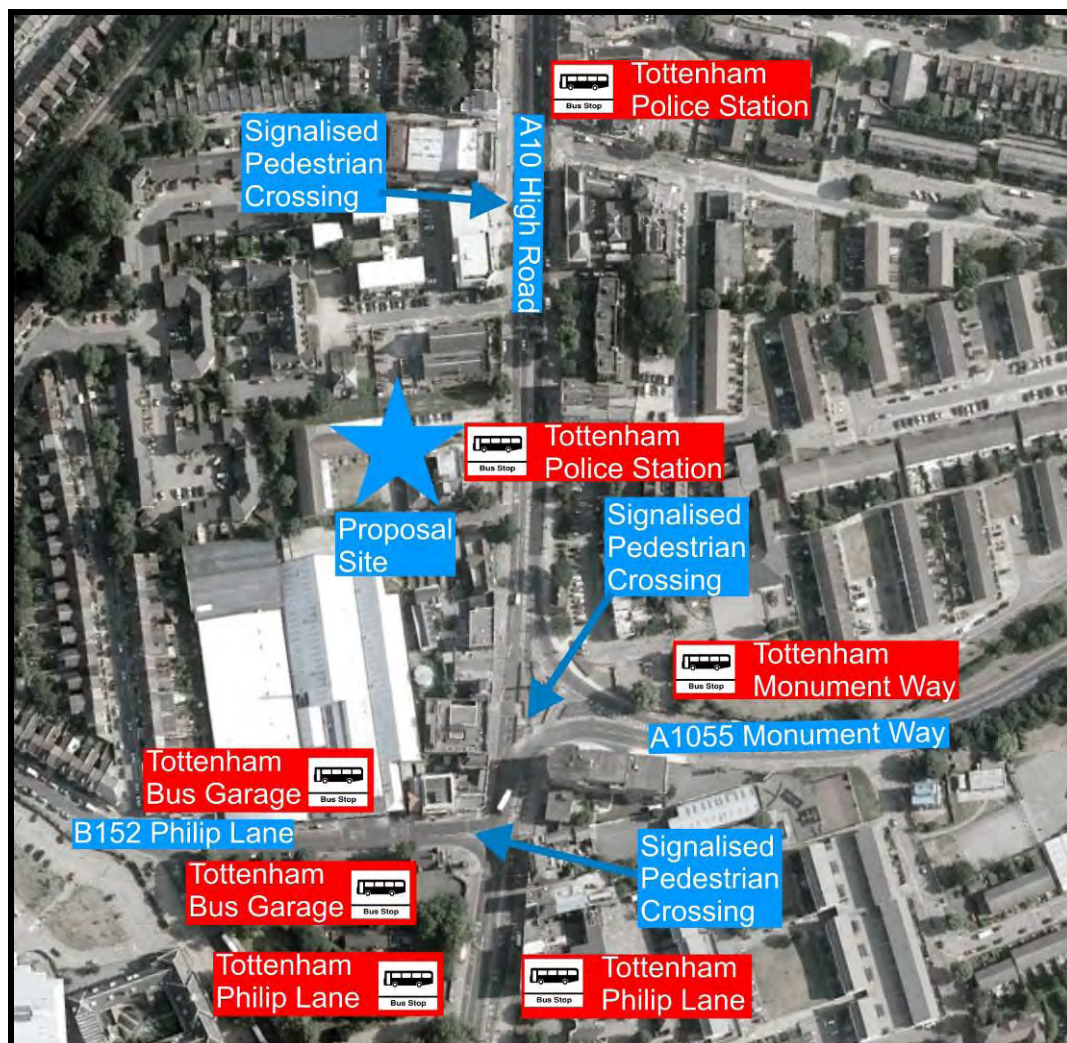 Bus Stop
Tottenham
Police Station
Signalised
Pedestrian
Crossing
A10 High Road
Bus Stop
Tottenham
Police Station
Proposal
Site
Signalised
Pedestrian
Crossing
Bus Stop
Tottenham
Monument Way
A1055 Monument Way
Tottenham
Bus Garage
Bus Stop
B152 Philip Lane
Signalised
Pedestrian
Crossing
Tottenham
Bus Garage
Bus Stop
Tottenham
Philip Lane
Bus Stop
Bus Stop
Tottenham
Philip Lane